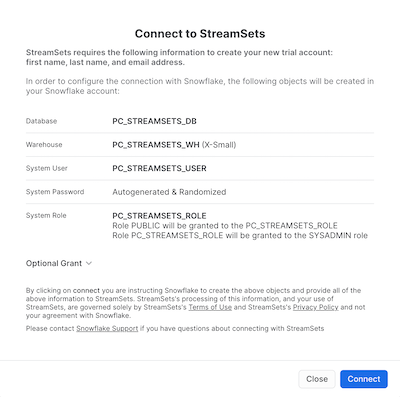 Connect to StreamSets
StreamSets requires the following information to create your new trial account:
first name, last name, and email address.
In order to configure the connection with Snowflake, the following objects will be created in
your Snowflake account:
Database PC_STREAMSETS_DB
Warehouse PC_STREAMSETS_WH (X-Small)
System User PC_STREAMSETS_USER
System Password Autogenerated & Randomized
System Role PC_STREAMSETS_ROLE
Role PUBLIC will be granted to the PC_STREAMSETS_ROLE
Role PC_STREAMSETS_ROLE will be granted to the SYSADMIN role
Optional Grant
By clicking on connect you are instructing Snowflake to create the above objects and provide all of the
above information to StreamSets. StreamSets's processing of this information, and your use of
StreamSets, are governed solely by StreamSets's Terms of Use and StreamSets's Privacy Policy and not
your agreement with Snowflake.
Please contact Snowflake Support if you have questions about connecting with StreamSets
Close Connect